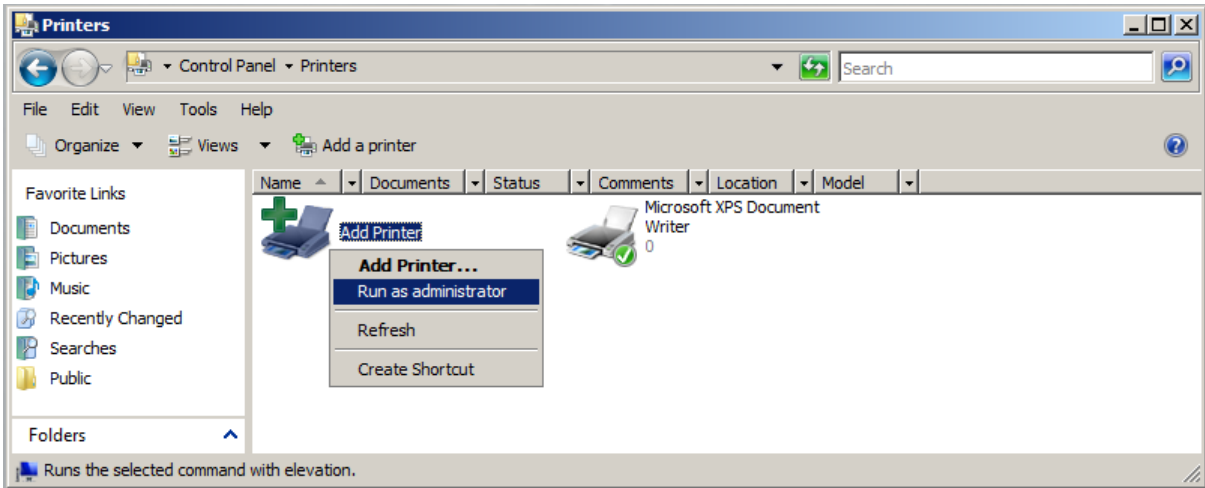 Printers
Control Panel Printers
Search
File Edit View Tools Help
Organize Views Add a printer
Favorite Links
Documents
Pictures
Music
Recently Changed
Searches
Public
Folders
Name Documents Status Comments Location Model
Add Printer
Microsoft XPS Document
Writer
0
Add Printer...
Run as administrator
Refresh
Create Shortcut
Runs the selected command with elevation.